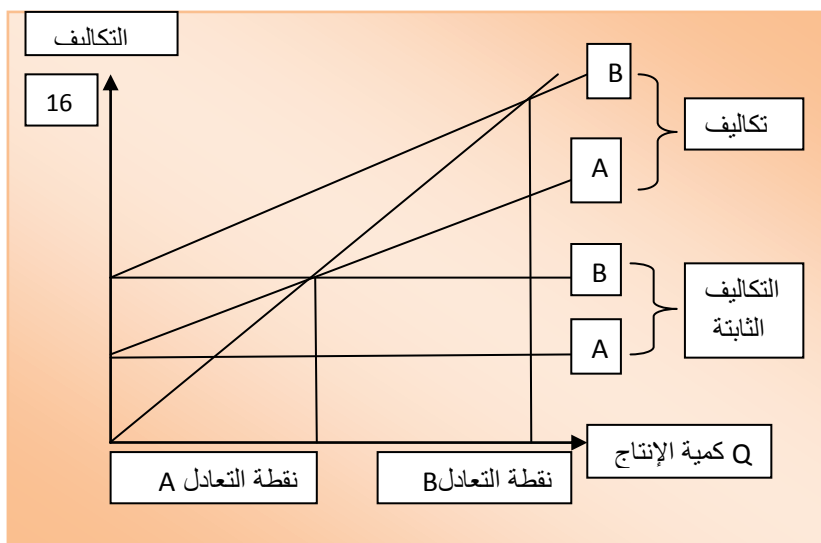 التكاليف
16
B
تكاليف
A
B
التكاليف
الثابتة
A
Q كمية الإنتاج
نقطة التعادل A
نقطة التعادلB